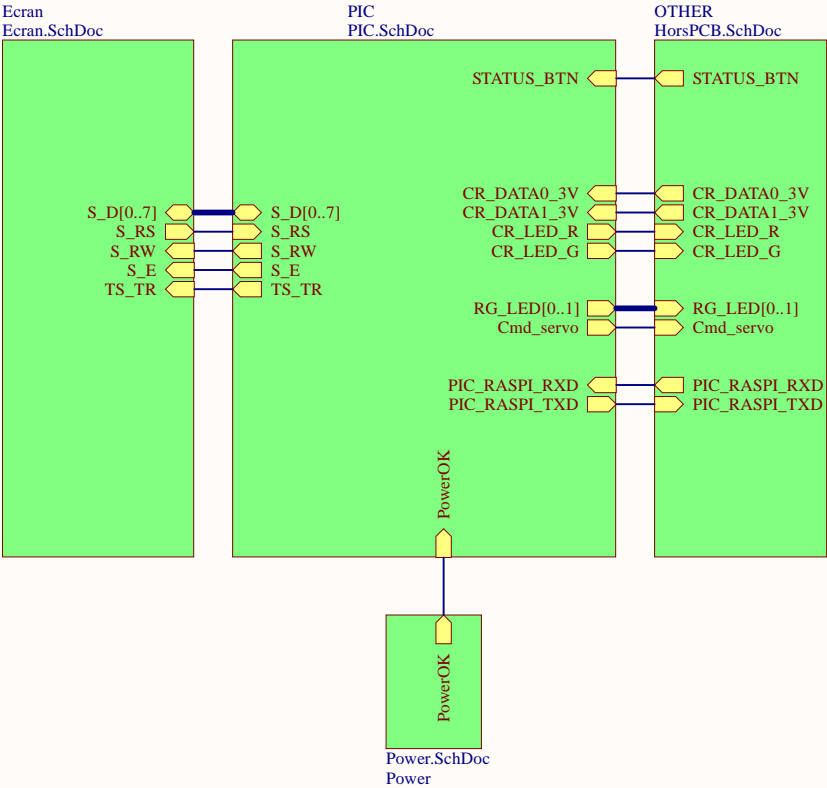 Ecran
Ecran.SchDoc
PIC
PIC.SchDoc
OTHER
HorsPCB.SchDoc
STATUS_BTN
STATUS_BTN
CR_DATA0_3V
CR_DATA0_3V
S_D[0..7]
S_D[0..7]
CR_DATA1_3V
CR_DATA1_3V
S_RS
S_RS
CR_LED_R
CR_LED_R
S_RW
S_RW
CR_LED_G
CR_LED_G
S_E
S_E
TS_TR
TS_TR
RG_LED[0..1]
RG_LED[0..1]
Cmd_servo
Cmd_servo
PIC_RASPI_RXD
PIC_RASPI_RXD
PIC_RASPI_TXD
PIC_RASPI_TXD
PowerOK
PowerOK
Power.SchDoc
Power